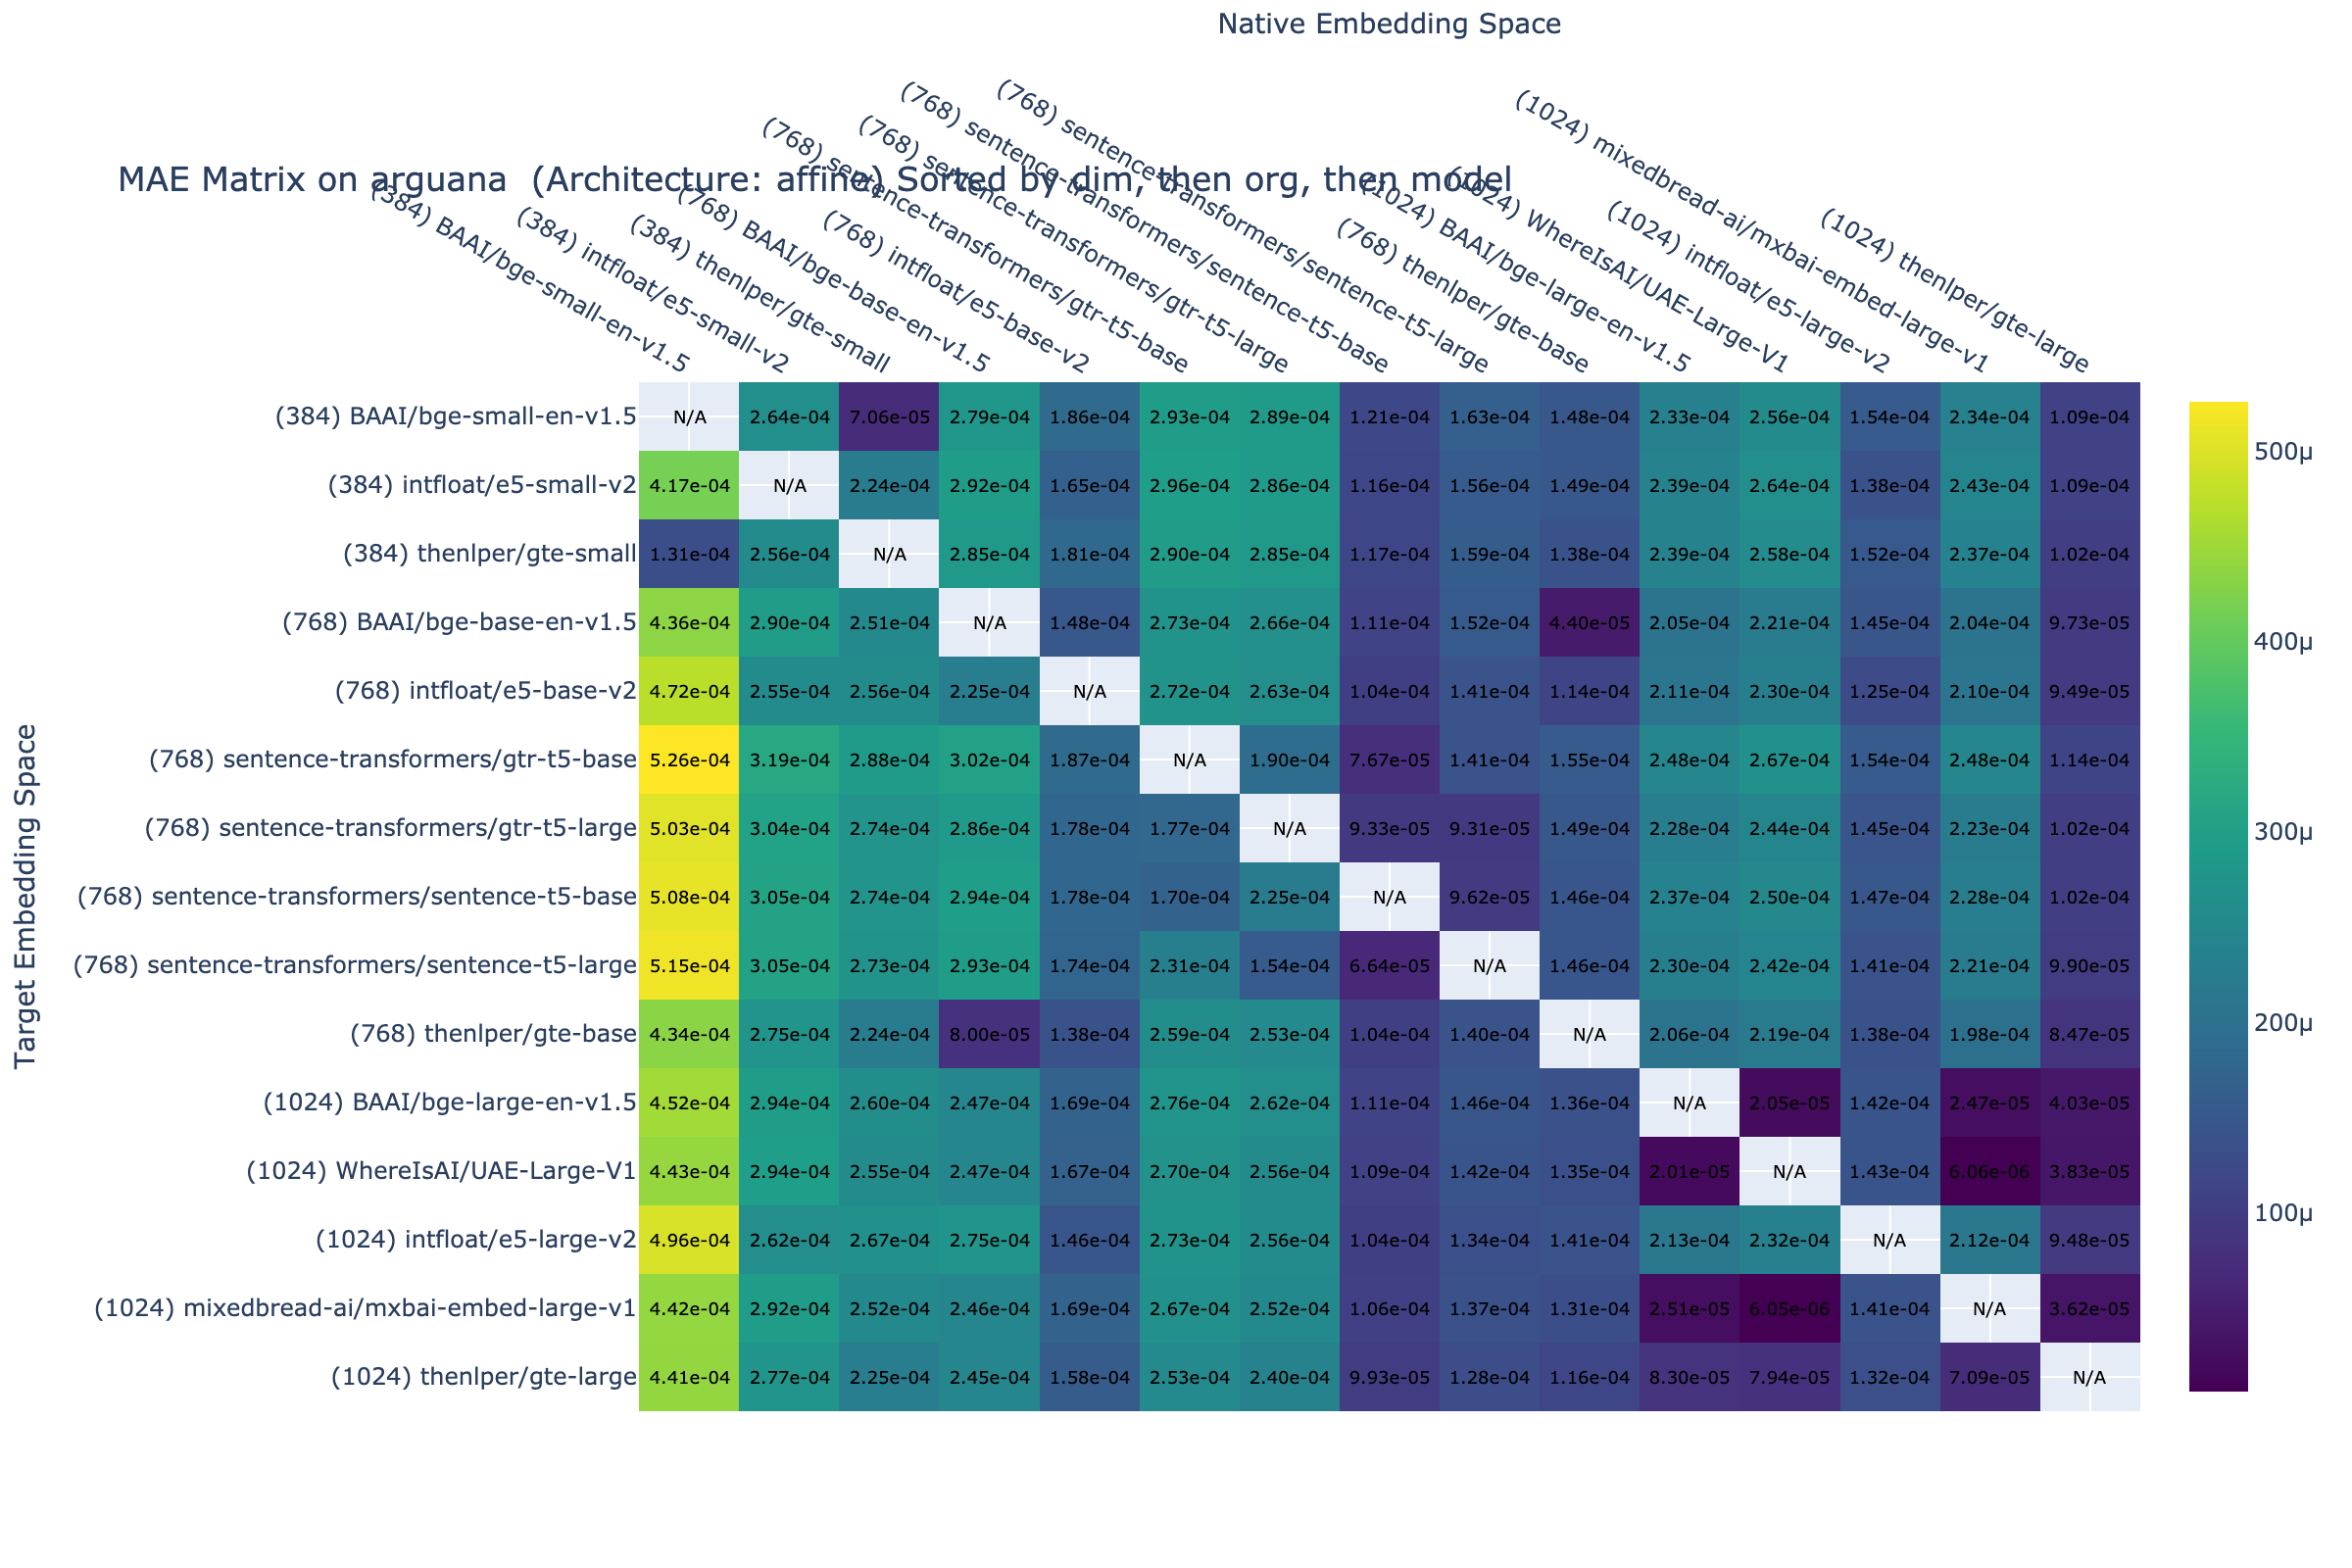 Native Embedding Space
MAE Matrix on arguana (Architecture: affine) Sorted by dim, then org, then model
(384) BAAI/bge-small-en-v1.5
(384) intfloat/e5-small-v2
(384) thenlper/gte-small
(768) BAAI/bge-base-en-v1.5
(768) intfloat/e5-base-v2
(768) sentence-transformers/gtr-t5-base
(768) sentence-transformers/gtr-t5-large
(768) sentence-transformers/sentence-t5-base
(768) sentence-transformers/sentence-t5-large
(768) thenlper/gte-base
(1024) BAAI/bge-large-en-v1.5
(1024) WhereIsAI/UAE-Large-V1
(1024) intfloat/e5-large-v2
(1024) mixedbread-ai/mxbai-embed-large-v1
(1024) thenlper/gte-large
Target Embedding Space
(384) BAAI/bge-small-en-v1.5 N/A 2.64e-04 7.06e-05 2.79e-04 1.86e-04 2.93e-04 2.89e-04 1.21e-04 1.63e-04 1.48e-04 2.33e-04 2.56e-04 1.54e-04 2.34e-04 1.09e-04
(384) intfloat/e5-small-v2 4.17e-04 N/A 2.24e-04 2.92e-04 1.65e-04 2.96e-04 2.86e-04 1.16e-04 1.56e-04 1.49e-04 2.39e-04 2.64e-04 1.38e-04 2.43e-04 1.09e-04
(384) thenlper/gte-small 1.31e-04 2.56e-04 N/A 2.85e-04 1.81e-04 2.90e-04 2.85e-04 1.17e-04 1.59e-04 1.38e-04 2.39e-04 2.58e-04 1.52e-04 2.37e-04 1.02e-04
(768) BAAI/bge-base-en-v1.5 4.36e-04 2.90e-04 2.51e-04 N/A 1.48e-04 2.73e-04 2.66e-04 1.11e-04 1.52e-04 4.40e-05 2.05e-04 2.21e-04 1.45e-04 2.04e-04 9.73e-05
(768) intfloat/e5-base-v2 4.72e-04 2.55e-04 2.56e-04 2.25e-04 N/A 2.72e-04 2.63e-04 1.04e-04 1.41e-04 1.14e-04 2.11e-04 2.30e-04 1.25e-04 2.10e-04 9.49e-05
(768) sentence-transformers/gtr-t5-base 5.26e-04 3.19e-04 2.88e-04 3.02e-04 1.87e-04 N/A 1.90e-04 7.67e-05 1.41e-04 1.55e-04 2.48e-04 2.67e-04 1.54e-04 2.48e-04 1.14e-04
(768) sentence-transformers/gtr-t5-large 5.03e-04 3.04e-04 2.74e-04 2.86e-04 1.78e-04 1.77e-04 N/A 9.33e-05 9.31e-05 1.49e-04 2.28e-04 2.44e-04 1.45e-04 2.23e-04 1.02e-04
(768) sentence-transformers/sentence-t5-base 5.08e-04 3.05e-04 2.74e-04 2.94e-04 1.78e-04 1.70e-04 2.25e-04 N/A 9.62e-05 1.46e-04 2.37e-04 2.50e-04 1.47e-04 2.28e-04 1.02e-04
(768) sentence-transformers/sentence-t5-large 5.15e-04 3.05e-04 2.73e-04 2.93e-04 1.74e-04 2.31e-04 1.54e-04 6.64e-05 N/A 1.46e-04 2.30e-04 2.42e-04 1.41e-04 2.21e-04 9.90e-05
(768) thenlper/gte-base 4.34e-04 2.75e-04 2.24e-04 8.00e-05 1.38e-04 2.59e-04 2.53e-04 1.04e-04 1.40e-04 N/A 2.06e-04 2.19e-04 1.38e-04 1.98e-04 8.47e-05
(1024) BAAI/bge-large-en-v1.5 4.52e-04 2.94e-04 2.60e-04 2.47e-04 1.69e-04 2.76e-04 2.62e-04 1.11e-04 1.46e-04 1.36e-04 N/A 2.05e-05 1.42e-04 2.47e-05 4.03e-05
(1024) WhereIsAI/UAE-Large-V1 4.43e-04 2.94e-04 2.55e-04 2.47e-04 1.67e-04 2.70e-04 2.56e-04 1.09e-04 1.42e-04 1.35e-04 2.01e-05 N/A 1.43e-04 6.06e-06 3.83e-05
(1024) intfloat/e5-large-v2 4.96e-04 2.62e-04 2.67e-04 2.75e-04 1.46e-04 2.73e-04 2.56e-04 1.04e-04 1.34e-04 1.41e-04 2.13e-04 2.32e-04 N/A 2.12e-04 9.48e-05
(1024) mixedbread-ai/mxbai-embed-large-v1 4.42e-04 2.92e-04 2.52e-04 2.46e-04 1.69e-04 2.67e-04 2.52e-04 1.06e-04 1.37e-04 1.31e-04 2.51e-05 6.05e-06 1.41e-04 N/A 3.62e-05
(1024) thenlper/gte-large 4.41e-04 2.77e-04 2.25e-04 2.45e-04 1.58e-04 2.53e-04 2.40e-04 9.93e-05 1.28e-04 1.16e-04 8.30e-05 7.94e-05 1.32e-04 7.09e-05 N/A
500μ
400μ
300μ
200μ
100μ